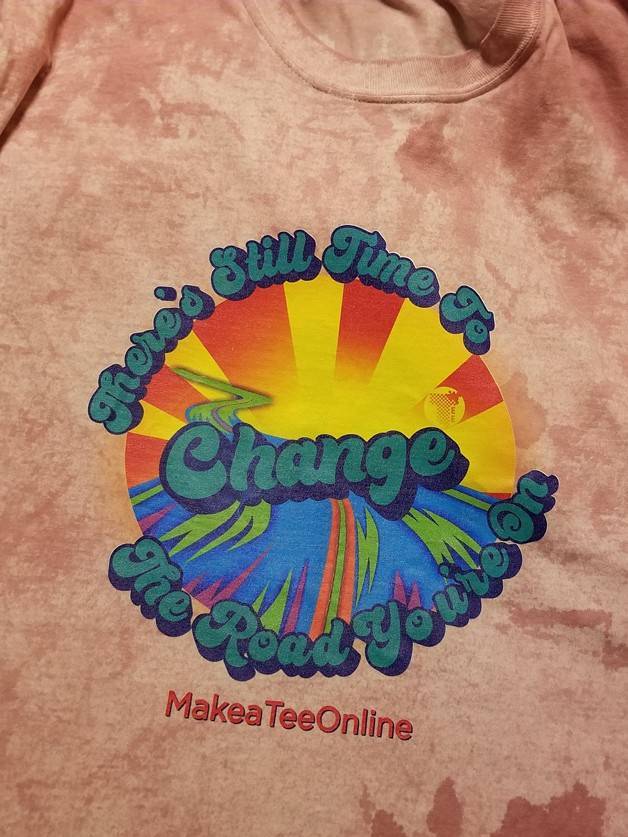 There's Still Time To
Change
The Road You're On
MakeaTeeOnline